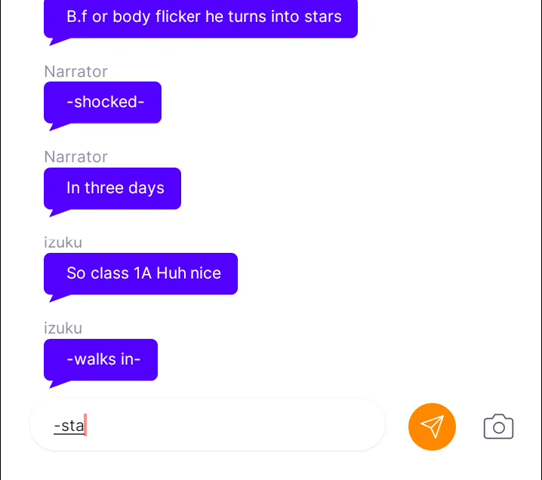 B.f or body flicker he turns into stars
Narrator
-shocked-
Narrator
In three days
izuku
So class 1A Huh nice
izuku
-walks in-
-sta